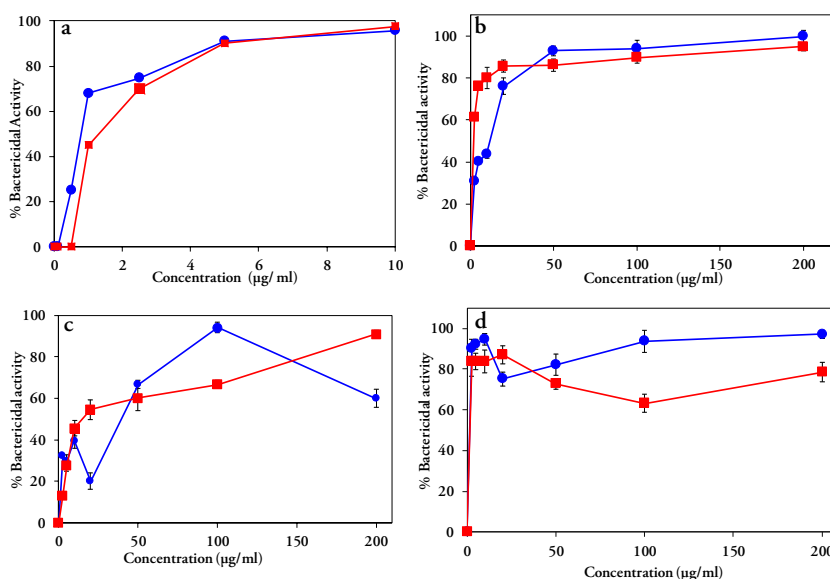 a
% Bactericidal Activity
100
80
60
40
20
0
0 2 4 6 8 10
Concentration (µg/ ml)
b
% Bactericidal activity
100
80
60
40
20
0
0 50 100 150 200
Concentration (µg/ml)
c
% Bactericidal activity
100
80
60
40
20
0
0 50 100 150 200
Concentration (µg/ml)
d
% Bactericidal activity
100
80
60
40
20
0
0 50 100 150 200
Concentration (µg/ml)